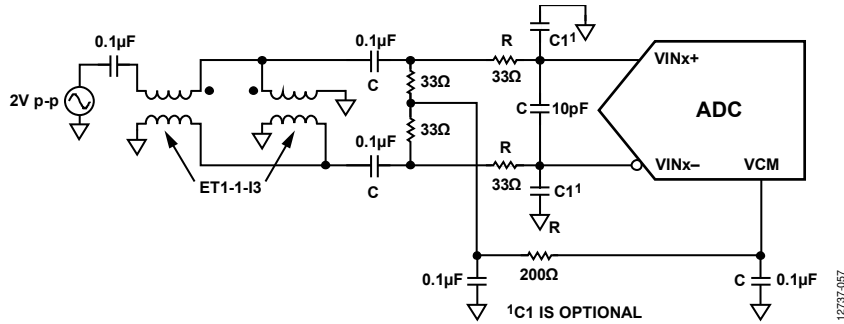 C1¹
0.1µF
0.1µF
R
VINx+
C
33Ω
33Ω
2V p-p
C
10pF
ADC
33Ω
0.1µF
R
VINx–
VCM
ET1-1-I3
C
33Ω
C1¹
R
0.1µF
200Ω
C
0.1µF
¹C1 IS OPTIONAL
12737-057